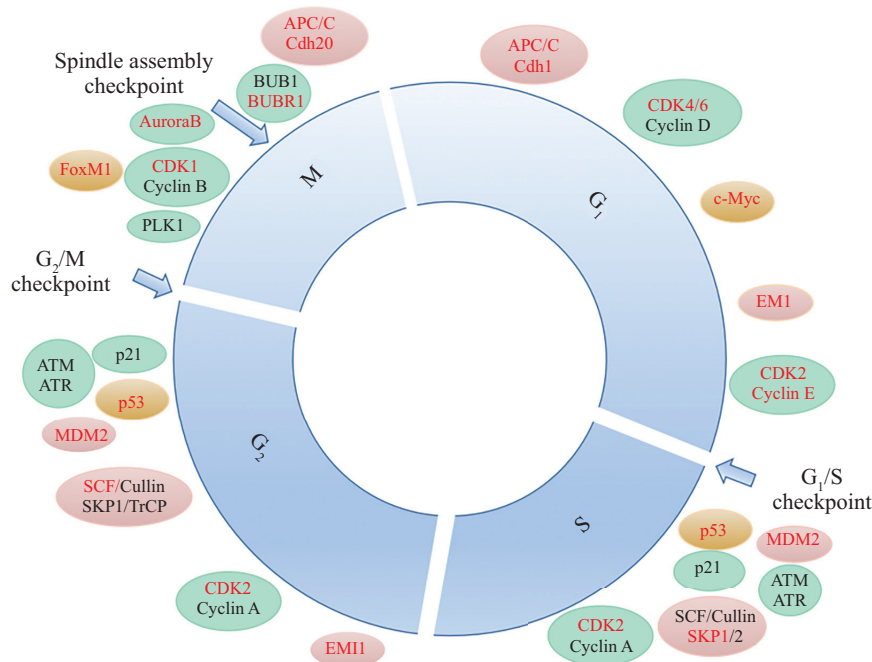 APC/C
Cdh20
APC/C
Cdh1
Spindle assembly
checkpoint
BUB1
BUBR1
AuroraB
CDK4/6
Cyclin D
FoxM1
CDK1
Cyclin B
M
G1
c-Myc
PLK1
G2/M
checkpoint
EM1
p21
ATM
ATR
p53
CDK2
Cyclin E
MDM2
G2
SCF/Cullin
SKP1/TrCP
G1/S
checkpoint
S
p53
MDM2
p21
ATM
ATR
CDK2
Cyclin A
SCF/Cullin
SKP1/2
CDK2
Cyclin A
EMI1